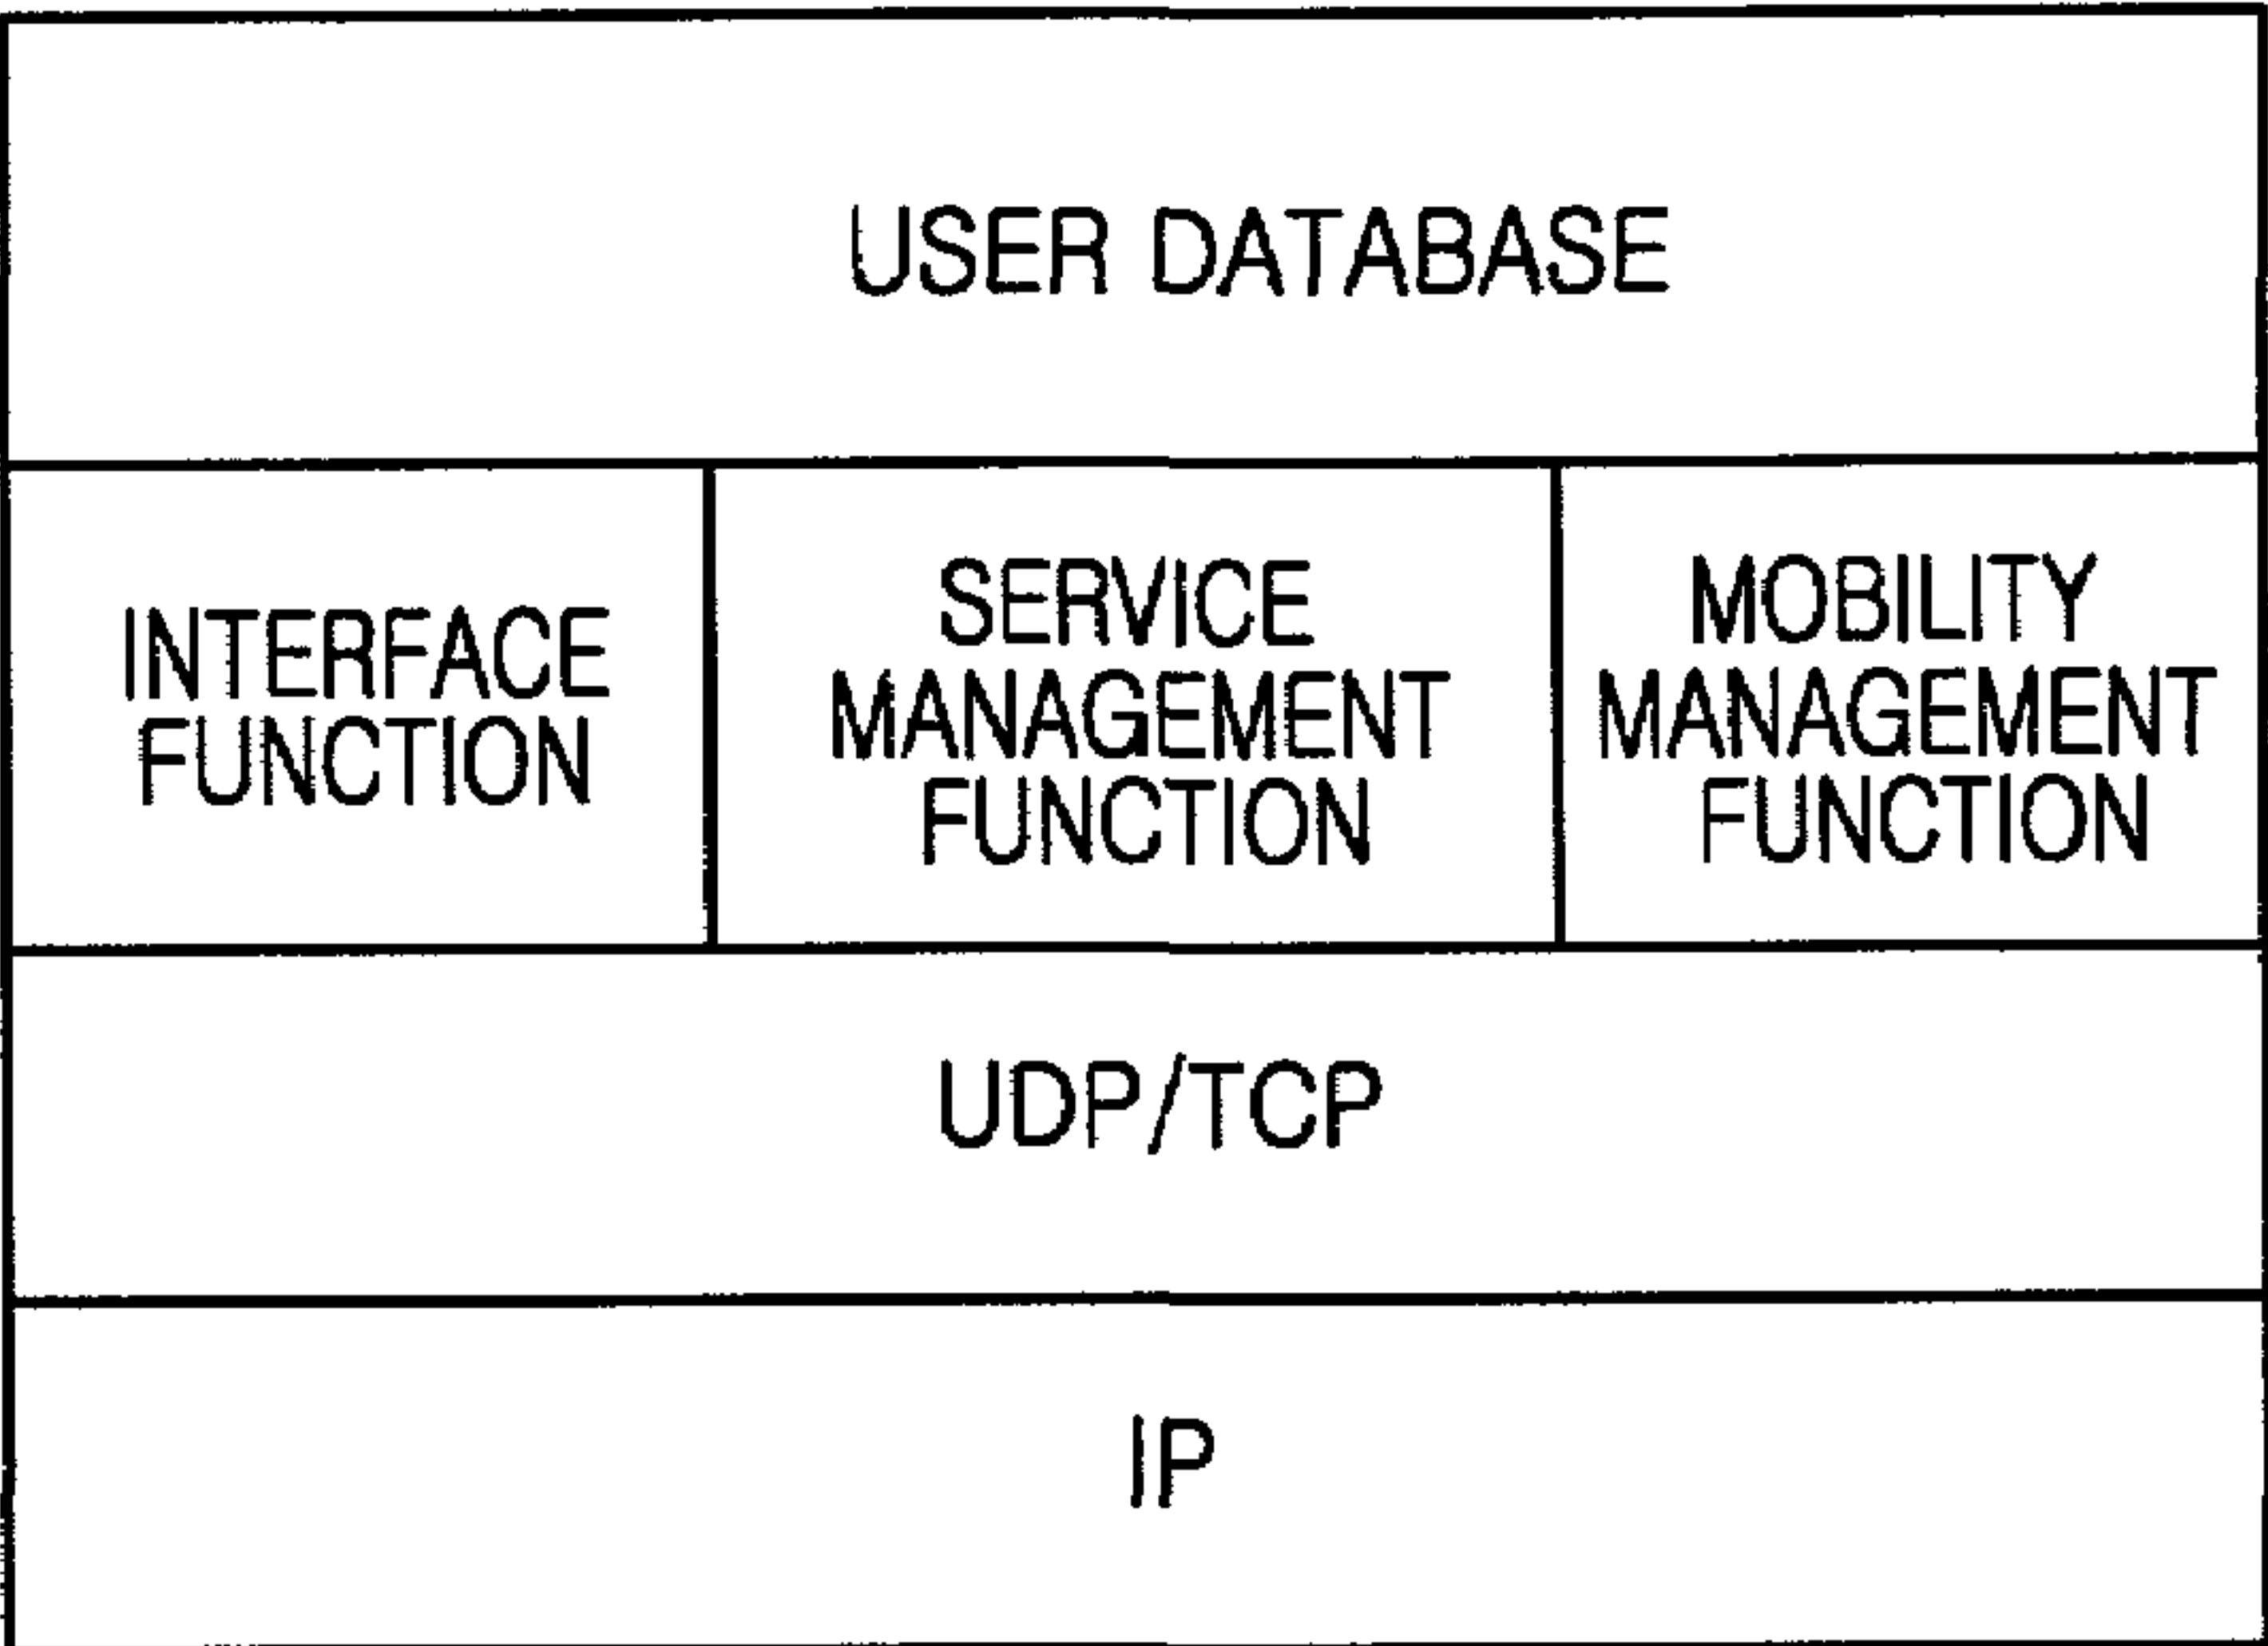 USER DATABASE
INTERFACE
FUNCTION
SERVICE
MANAGEMENT
FUNCTION
MOBILITY
MANAGEMENT
FUNCTION
UDP/TCP
IP